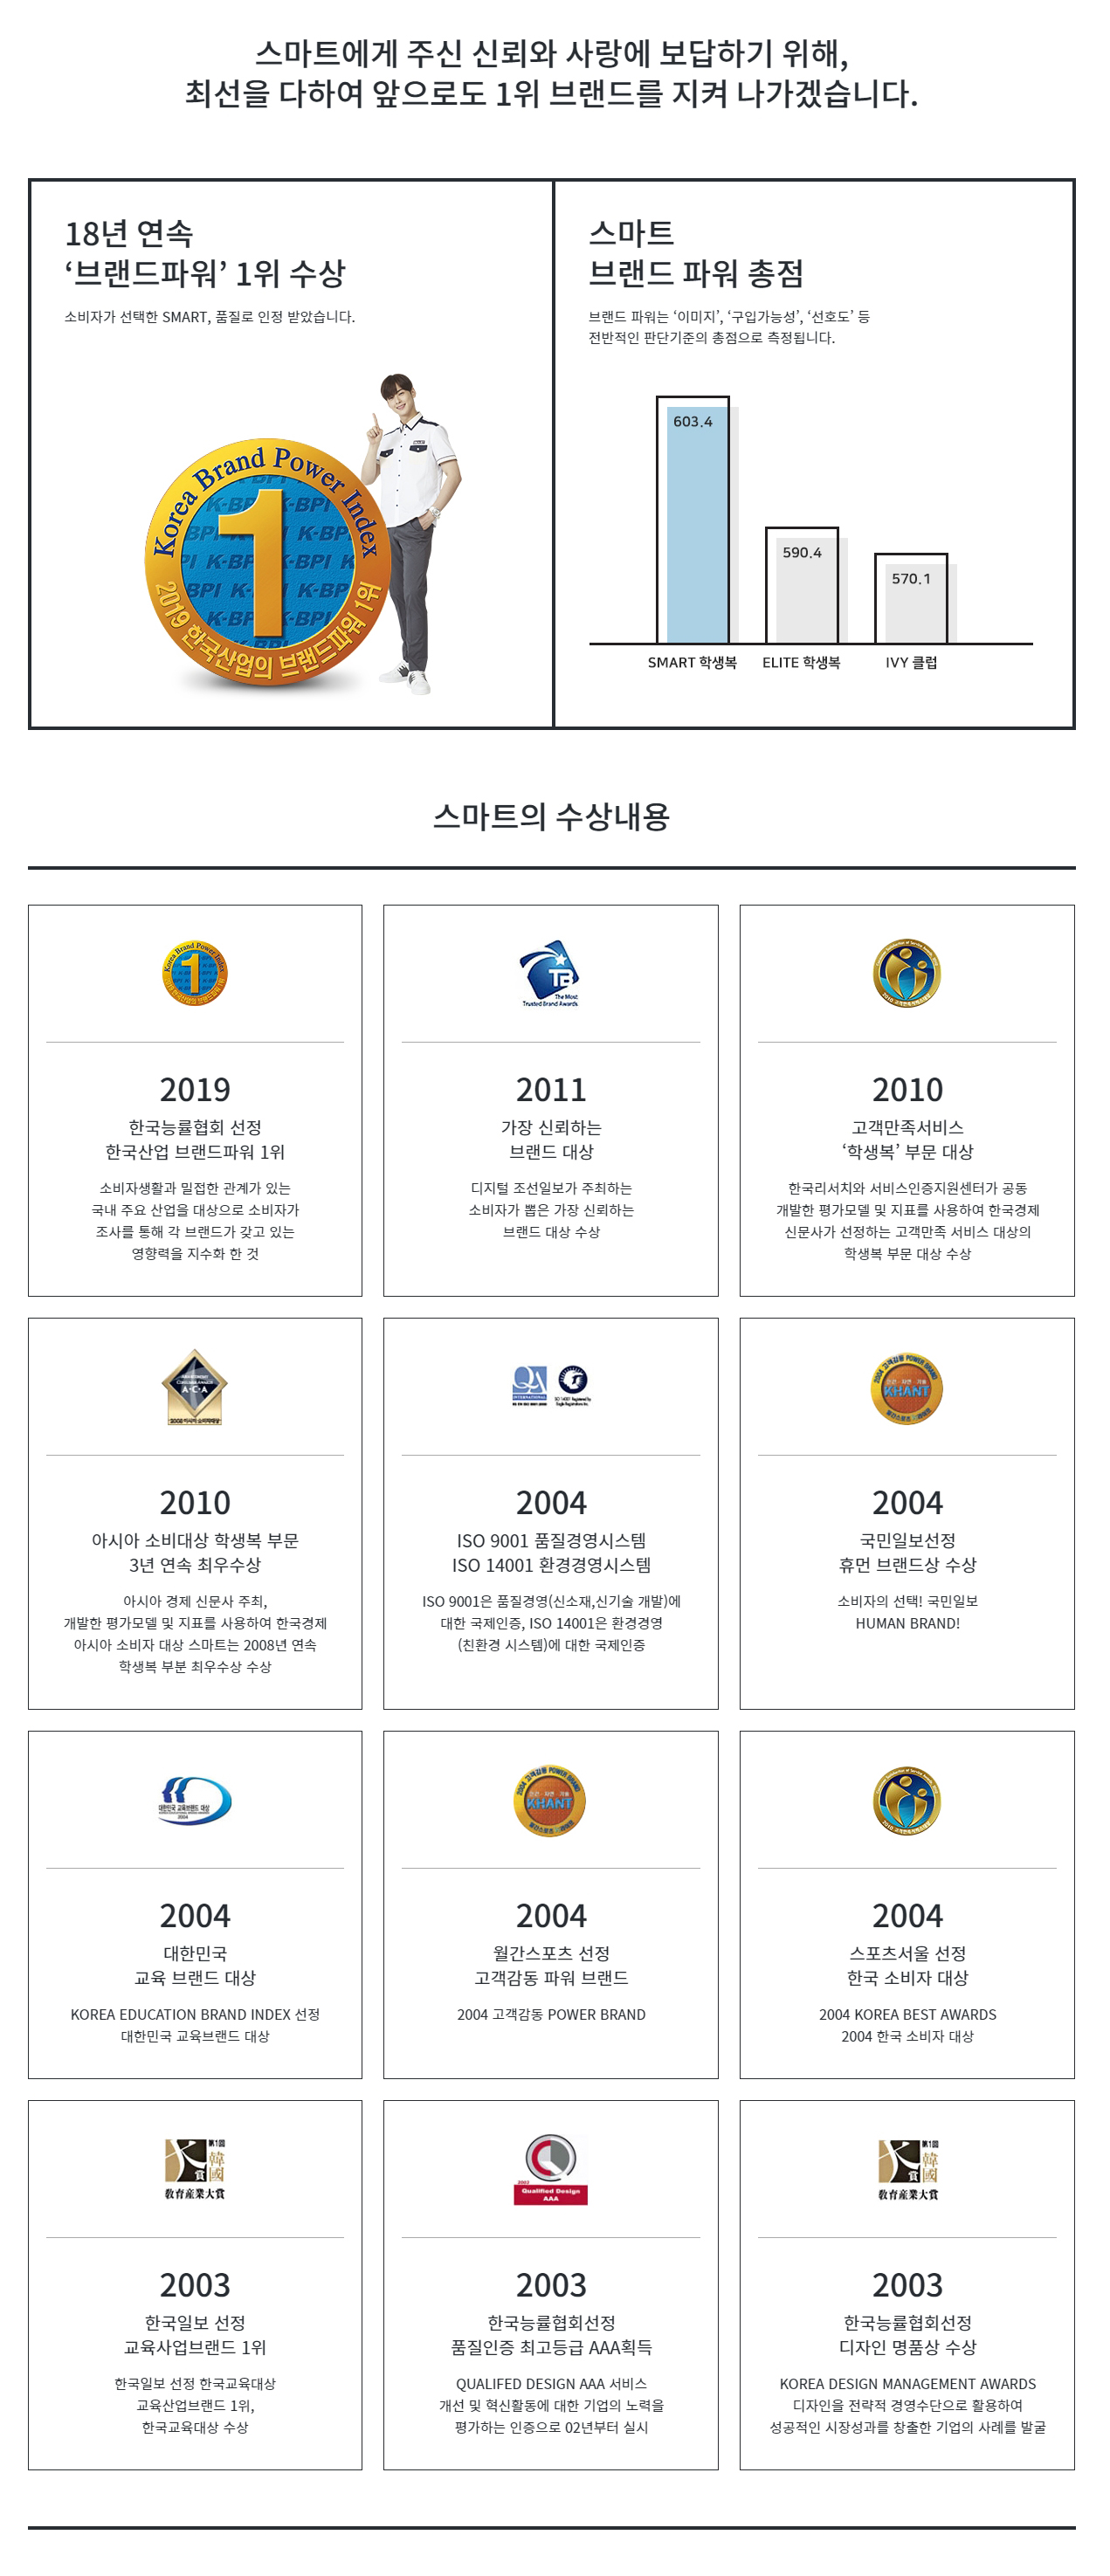 스마트에게 주신 신뢰와 사랑에 보답하기 위해,
최선을 다하여 앞으로도 1위 브랜드를 지켜 나가겠습니다.
18년 연속
‘브랜드파워’ 1위 수상
소비자가 선택한 SMART, 품질로 인정 받았습니다.
Korea Brand Power Index
K-BPI
1
2019 한국산업의 브랜드파워 1위
스마트
브랜드 파워 총점
브랜드 파워는 ‘이미지’, ‘구입가능성’, ‘선호도’ 등
전반적인 판단기준의 총점으로 측정됩니다.
603.4
590.4
570.1
SMART 학생복 ELITE 학생복 IVY 클럽
스마트의 수상내용
Korea Brand Power Index
1
2019
한국능률협회 선정
한국산업 브랜드파워 1위
소비자생활과 밀접한 관계가 있는
국내 주요 산업을 대상으로 소비자가
조사를 통해 각 브랜드가 갖고 있는
영향력을 지수화 한 것
TB
The Most
Trusted Brand Awards
2011
가장 신뢰하는
브랜드 대상
디지털 조선일보가 주최하는
소비자가 뽑은 가장 신뢰하는
브랜드 대상 수상
2010
고객만족서비스
‘학생복’ 부문 대상
한국리서치와 서비스인증지원센터가 공동
개발한 평가모델 및 지표를 사용하여 한국경제
신문사가 선정하는 고객만족 서비스 대상의
학생복 부문 대상 수상
A·C·A
2010
아시아 소비대상 학생복 부문
3년 연속 최우수상
아시아 경제 신문사 주최,
개발한 평가모델 및 지표를 사용하여 한국경제
아시아 소비자 대상 스마트는 2008년 연속
학생복 부분 최우수상 수상
QA
INTERNATIONAL
2004
ISO 9001 품질경영시스템
ISO 14001 환경경영시스템
ISO 9001은 품질경영(신소재,신기술 개발)에
대한 국제인증, ISO 14001은 환경경영
(친환경 시스템)에 대한 국제인증
2004 고객감동 POWER BRAND
KHANT
2004
국민일보선정
휴먼 브랜드상 수상
소비자의 선택! 국민일보
HUMAN BRAND!
대한민국 교육브랜드 대상
2004
2004
대한민국
교육 브랜드 대상
KOREA EDUCATION BRAND INDEX 선정
대한민국 교육브랜드 대상
2004 고객감동 POWER BRAND
KHANT
2004
월간스포츠 선정
고객감동 파워 브랜드
2004 고객감동 POWER BRAND
2004
스포츠서울 선정
한국 소비자 대상
2004 KOREA BEST AWARDS
2004 한국 소비자 대상
大賞
第1回
韓國
敎育産業大賞
2003
한국일보 선정
교육사업브랜드 1위
한국일보 선정 한국교육대상
교육산업브랜드 1위,
한국교육대상 수상
2003
Qualified Design
AAA
2003
한국능률협회선정
품질인증 최고등급 AAA획득
QUALIFED DESIGN AAA 서비스
개선 및 혁신활동에 대한 기업의 노력을
평가하는 인증으로 02년부터 실시
大賞
第1回
韓國
敎育産業大賞
2003
한국능률협회선정
디자인 명품상 수상
KOREA DESIGN MANAGEMENT AWARDS
디자인을 전략적 경영수단으로 활용하여
성공적인 시장성과를 창출한 기업의 사례를 발굴